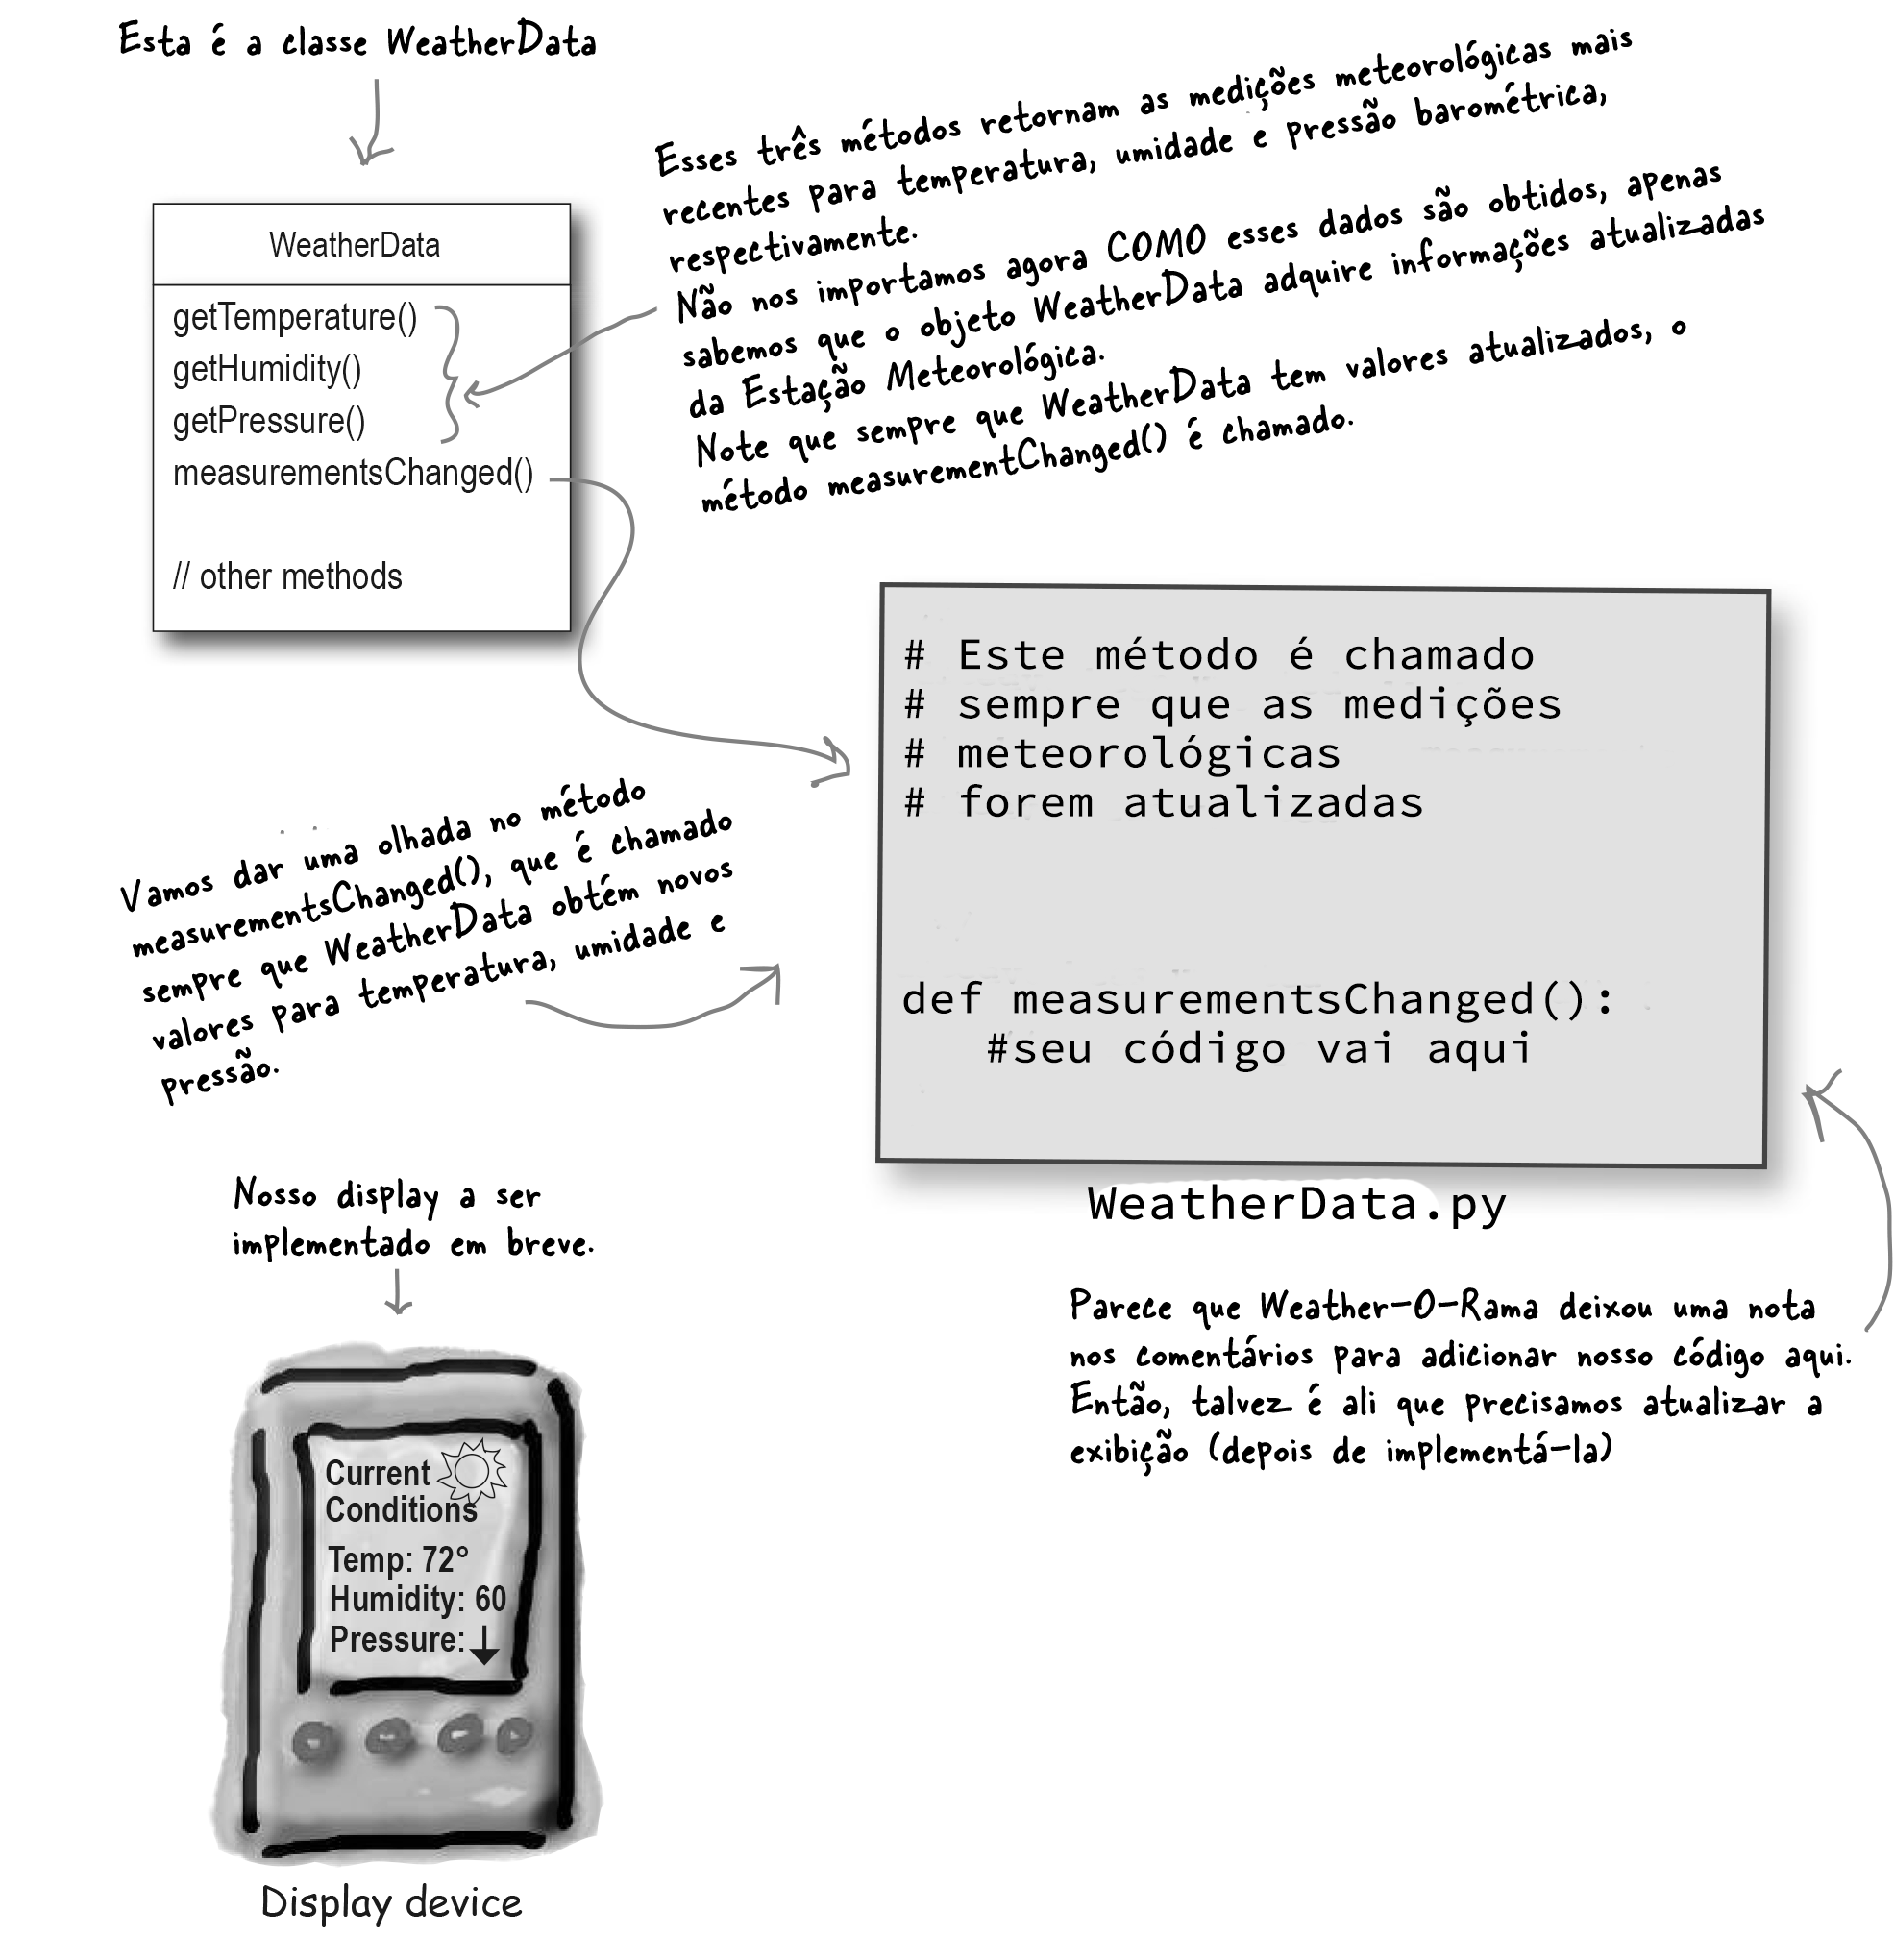 Esta é a classe WeatherData
WeatherData
getTemperature()
getHumidity()
getPressure()
measurementsChanged()
// other methods
Esses três métodos retornam as medições meteorológicas mais
recentes para temperatura, umidade e pressão barométrica,
respectivamente.
Não nos importamos agora COMO esses dados são obtidos, apenas
sabemos que o objeto WeatherData adquire informações atualizadas
da Estação Meteorológica.
Note que sempre que WeatherData tem valores atualizados, o
método measurementChanged() é chamado.
# Este método é chamado
# sempre que as medições
# meteorológicas
# forem atualizadas
def measurementsChanged():
#seu código vai aqui
WeatherData.py
Vamos dar uma olhada no método
measurementsChanged(), que é chamado
sempre que WeatherData obtém novos
valores para temperatura, umidade e
pressão.
Parece que Weather-O-Rama deixou uma nota
nos comentários para adicionar nosso código aqui.
Então, talvez é ali que precisamos atualizar a
exibição (depois de implementá-la)
Nosso display a ser
implementado em breve.
Current
Conditions
Temp: 72°
Humidity: 60
Pressure:
Display device